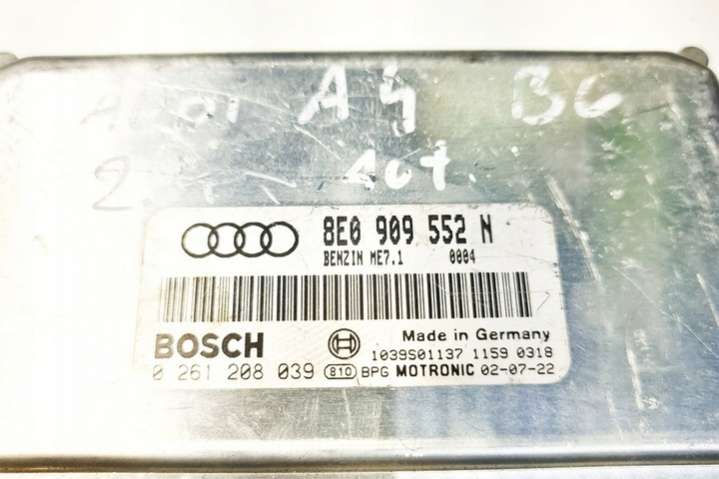 Audi A4 B6
2. Aut.
8E0 909 552 N
BENZIN ME7.1 0004
BOSCH
Made in Germany
1039S01137 1159 0318
0 261 208 039 810 BPG MOTRONIC 02-07-22